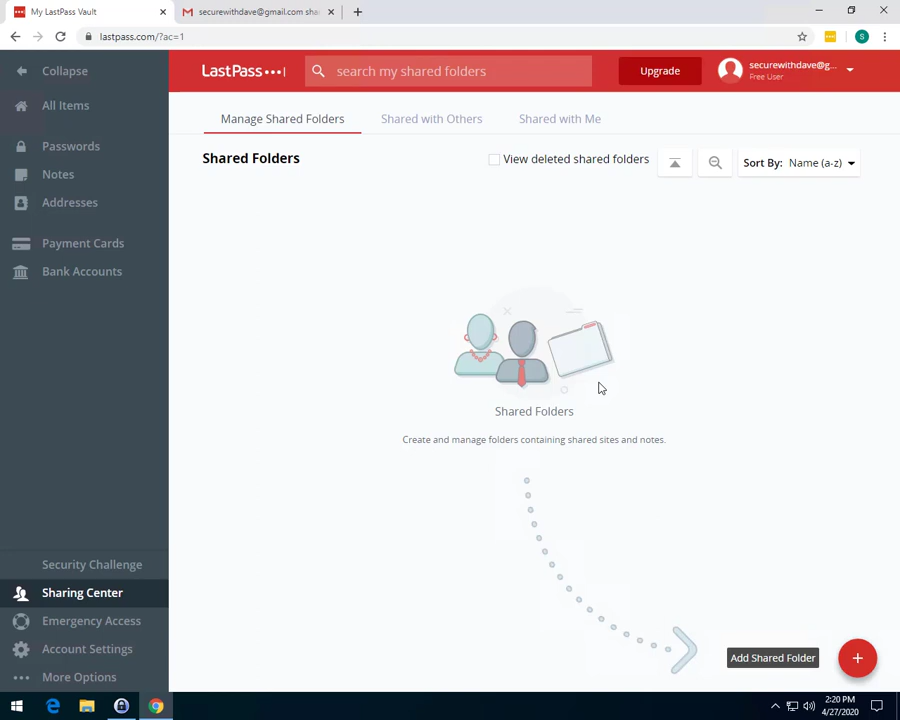 My LastPass Vault
securewithdave@gmail.com sha
lastpass.com/?ac=1
S
Collapse
All Items
Passwords
Notes
Addresses
Payment Cards
Bank Accounts
Security Challenge
Sharing Center
Emergency Access
Account Settings
More Options
LastPass
search my shared folders
Upgrade
securewithdave@g...
Free User
Manage Shared Folders
Shared with Others
Shared with Me
Shared Folders
View deleted shared folders
Sort By: Name (a-z)
Shared Folders
Create and manage folders containing shared sites and notes.
Add Shared Folder
2:20 PM
4/27/2020